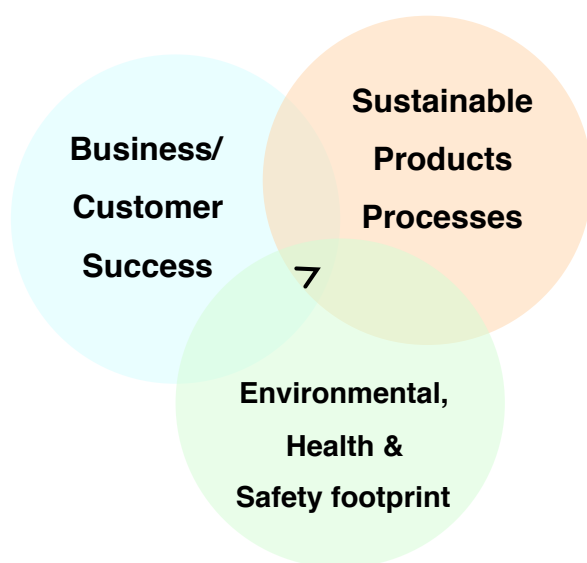 Business/
Customer
Success
Sustainable
Products
Processes
Environmental,
Health &
Safety footprint